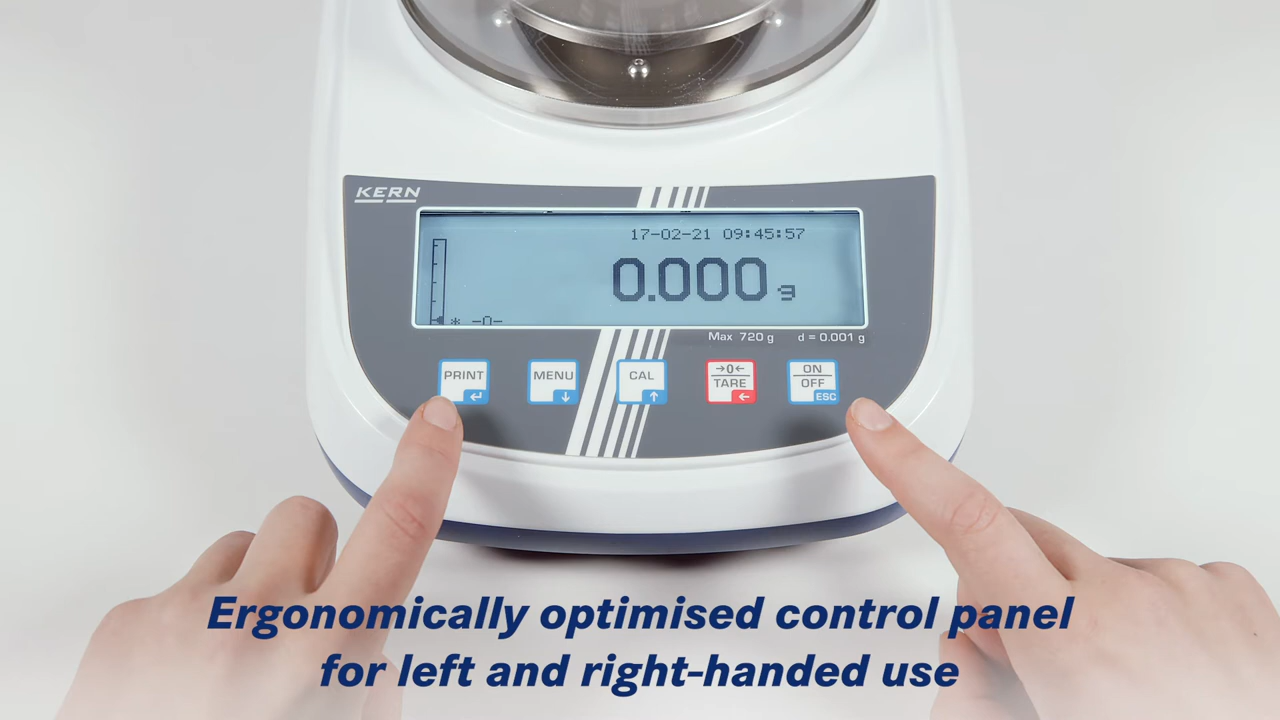 KERN
17-02-21 09:45:57
0.000 g
* -0-
Max 720 g d = 0.001 g
PRINT MENU CAL →0← ON
TARE OFF
↵ ↓ ↑ ← ESC
Ergonomically optimised control panel
for left and right-handed use